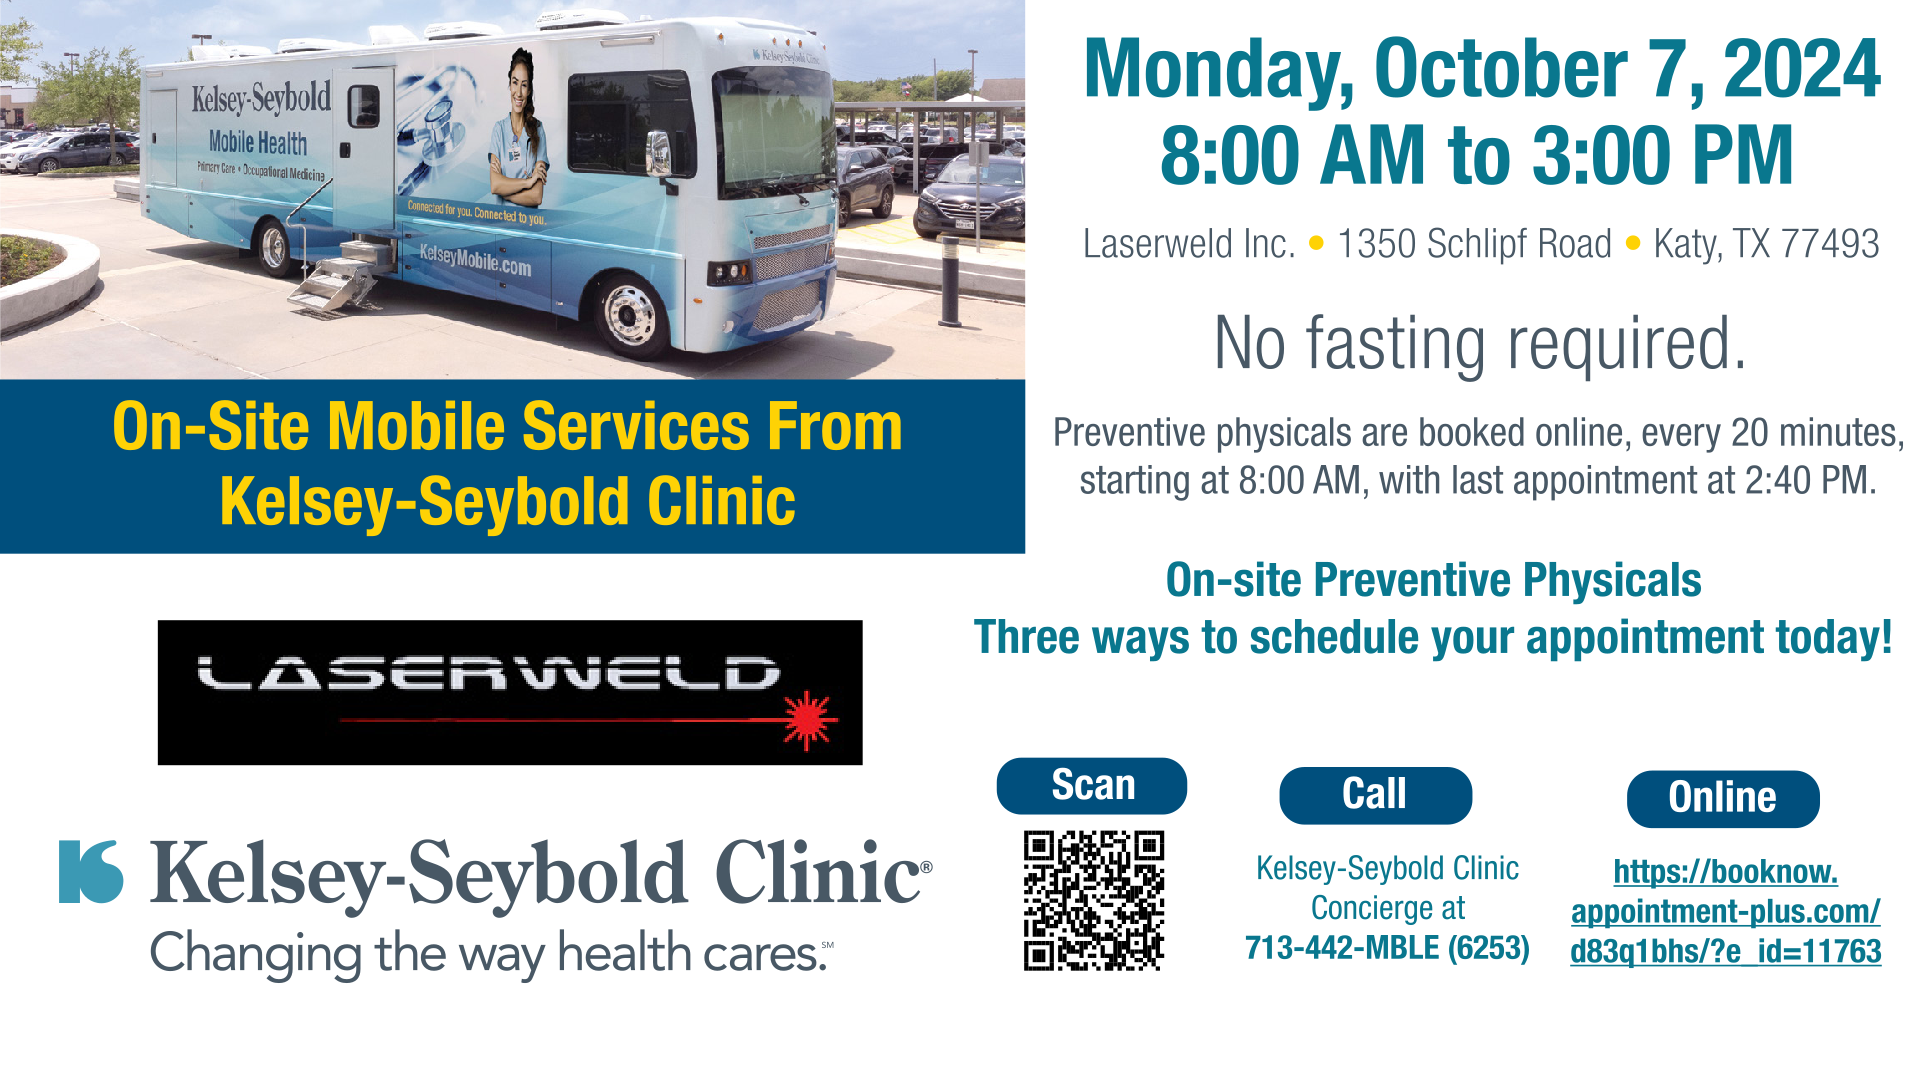 Kelsey-Seybold
Mobile Health
Primary Care • Occupational Medicine
Connected for you. Connected to you.
KelseyMobile.com
Kelsey-Seybold Clinic
On-Site Mobile Services From
Kelsey-Seybold Clinic
LASERWELD
Kelsey-Seybold Clinic®
Changing the way health cares.℠
Monday, October 7, 2024
8:00 AM to 3:00 PM
Laserweld Inc. • 1350 Schlipf Road • Katy, TX 77493
No fasting required.
Preventive physicals are booked online, every 20 minutes,
starting at 8:00 AM, with last appointment at 2:40 PM.
On-site Preventive Physicals
Three ways to schedule your appointment today!
Scan
Call
Kelsey-Seybold Clinic
Concierge at
713-442-MBLE (6253)
Online
https://booknow.
appointment-plus.com/
d83q1bhs/?e_id=11763